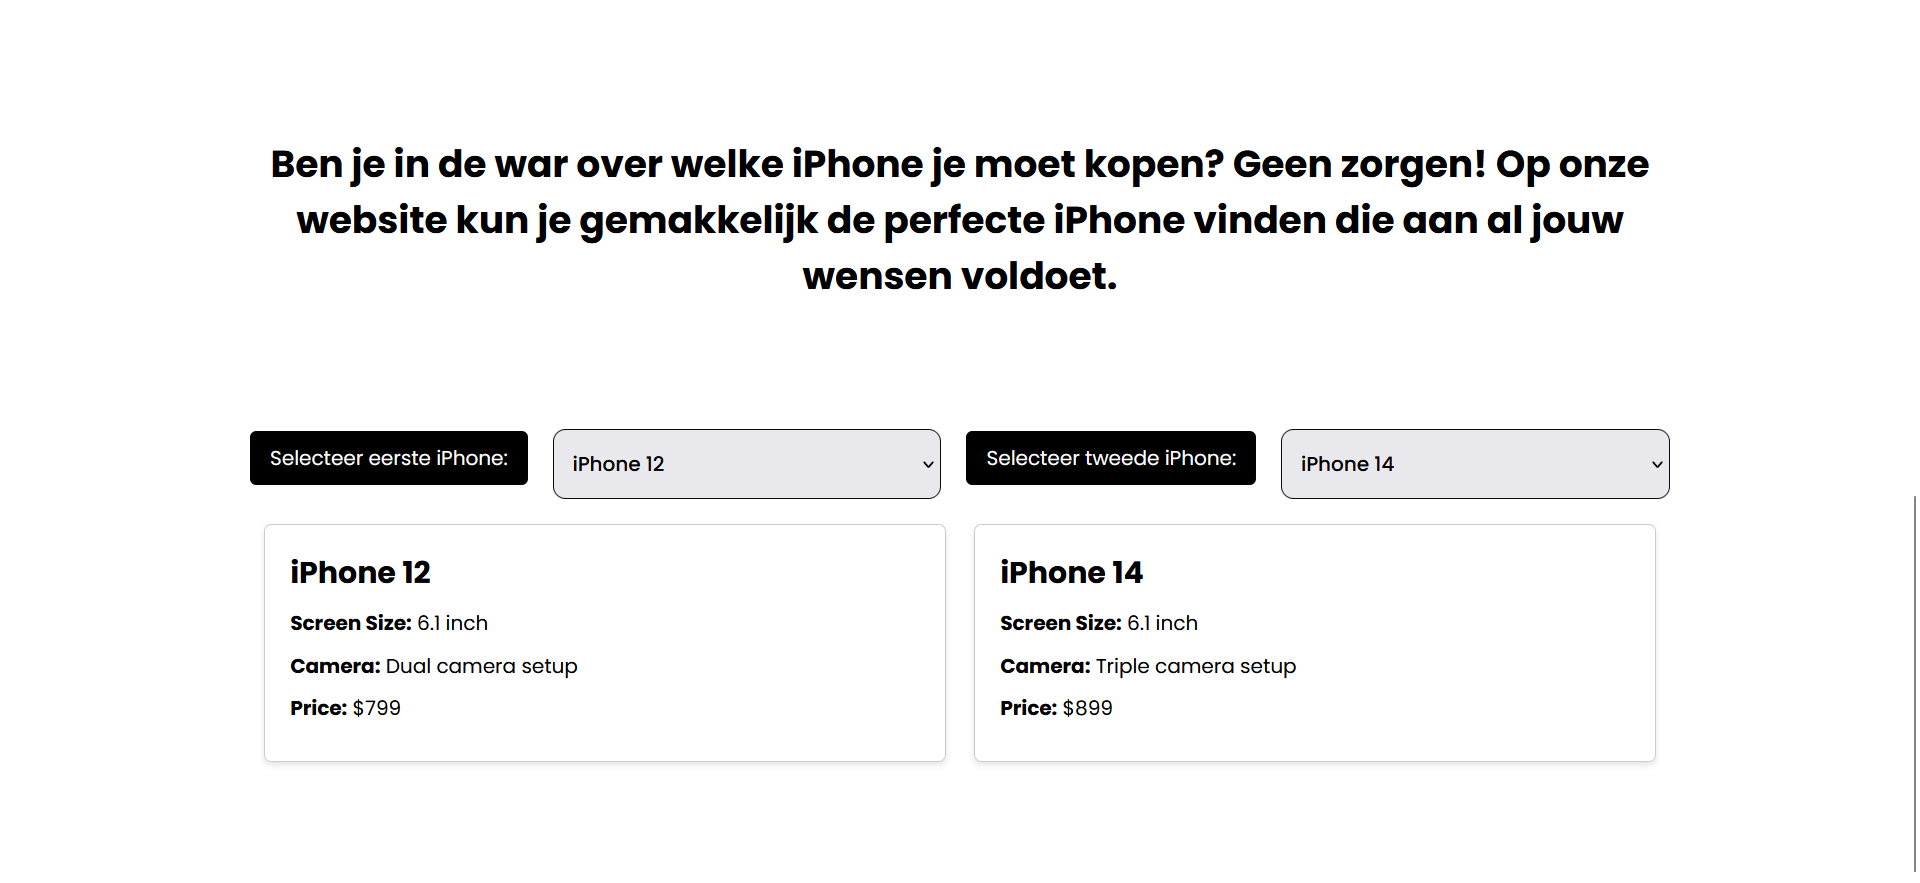 Ben je in de war over welke iPhone je moet kopen? Geen zorgen! Op onze
website kun je gemakkelijk de perfecte iPhone vinden die aan al jouw
wensen voldoet.
Selecteer eerste iPhone:
iPhone 12
Selecteer tweede iPhone:
iPhone 14
iPhone 12
Screen Size: 6.1 inch
Camera: Dual camera setup
Price: $799
iPhone 14
Screen Size: 6.1 inch
Camera: Triple camera setup
Price: $899